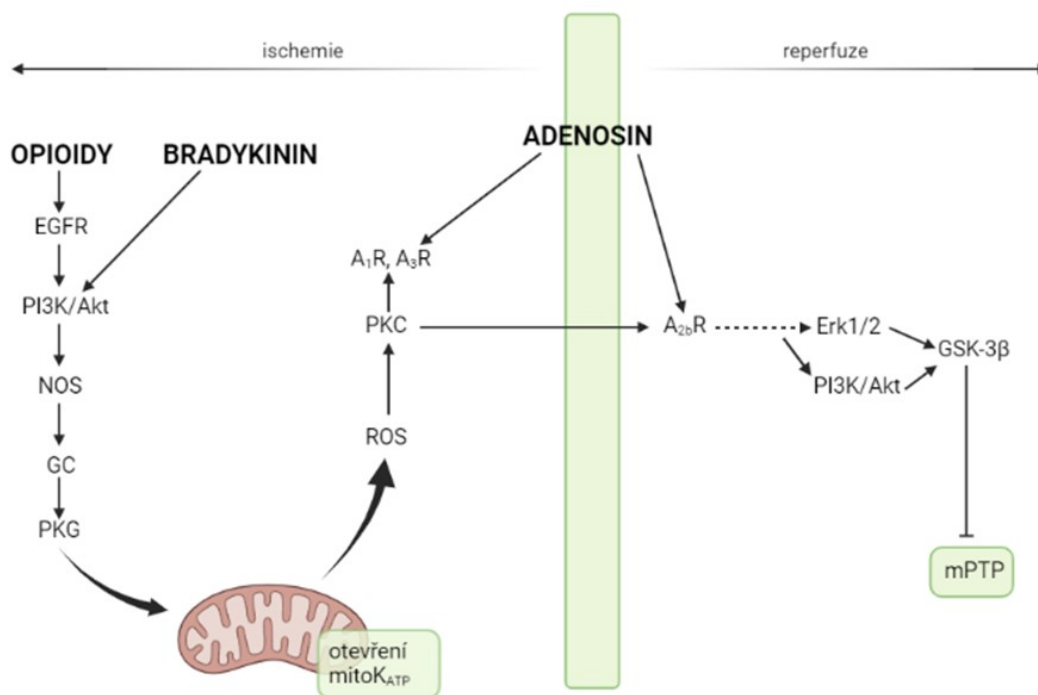 ischemie
reperfuze
ADENOSIN
OPIOIDY
BRADYKININ
EGFR
A₁R, A₃R
PI3K/Akt
PKC
A₂bR
Erk1/2
GSK-3β
NOS
PI3K/Akt
ROS
GC
PKG
mPTP
otevření
mitoKATP